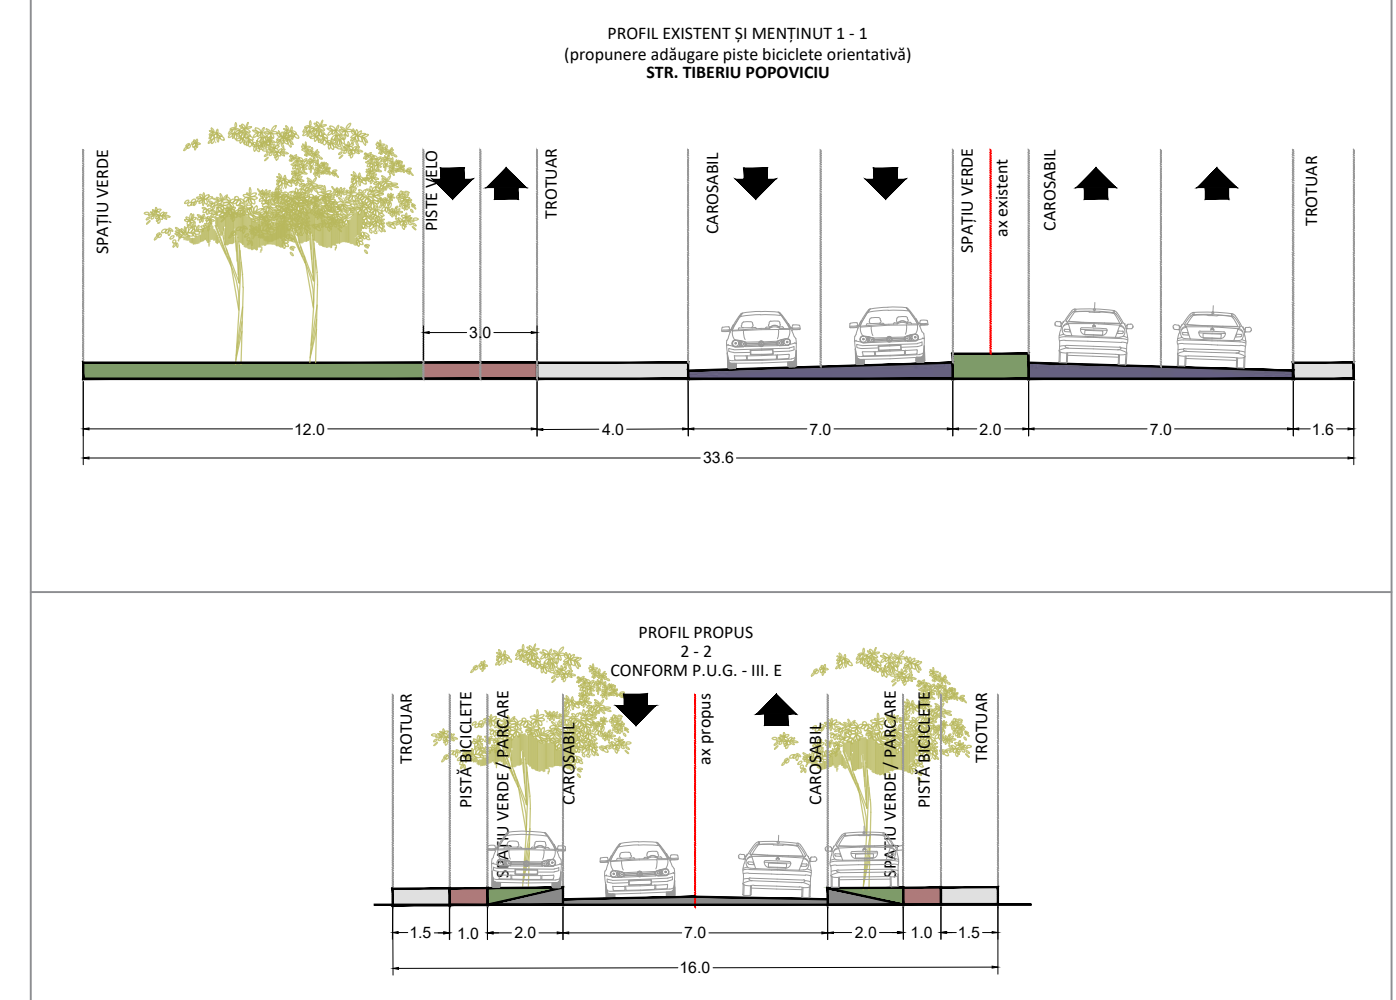 PROFIL EXISTENT ȘI MENȚINUT 1 - 1
(propunere adăugare piste biciclete orientativă)
STR. TIBERIU POPOVICIU
SPAȚIU VERDE
PISTE VELO
TROTUAR
CAROSABIL
SPAȚIU VERDE
ax existent
CAROSABIL
TROTUAR
3.0
12.0
4.0
7.0
2.0
7.0
1.6
33.6
PROFIL PROPUS
2 - 2
CONFORM P.U.G. - III. E
TROTUAR
PISTĂ BICICLETE
SPAȚIU VERDE / PARCARE
CAROSABIL
ax propus
CAROSABIL
SPAȚIU VERDE / PARCARE
PISTĂ BICICLETE
TROTUAR
1.5
1.0
2.0
7.0
2.0
1.0
1.5
16.0